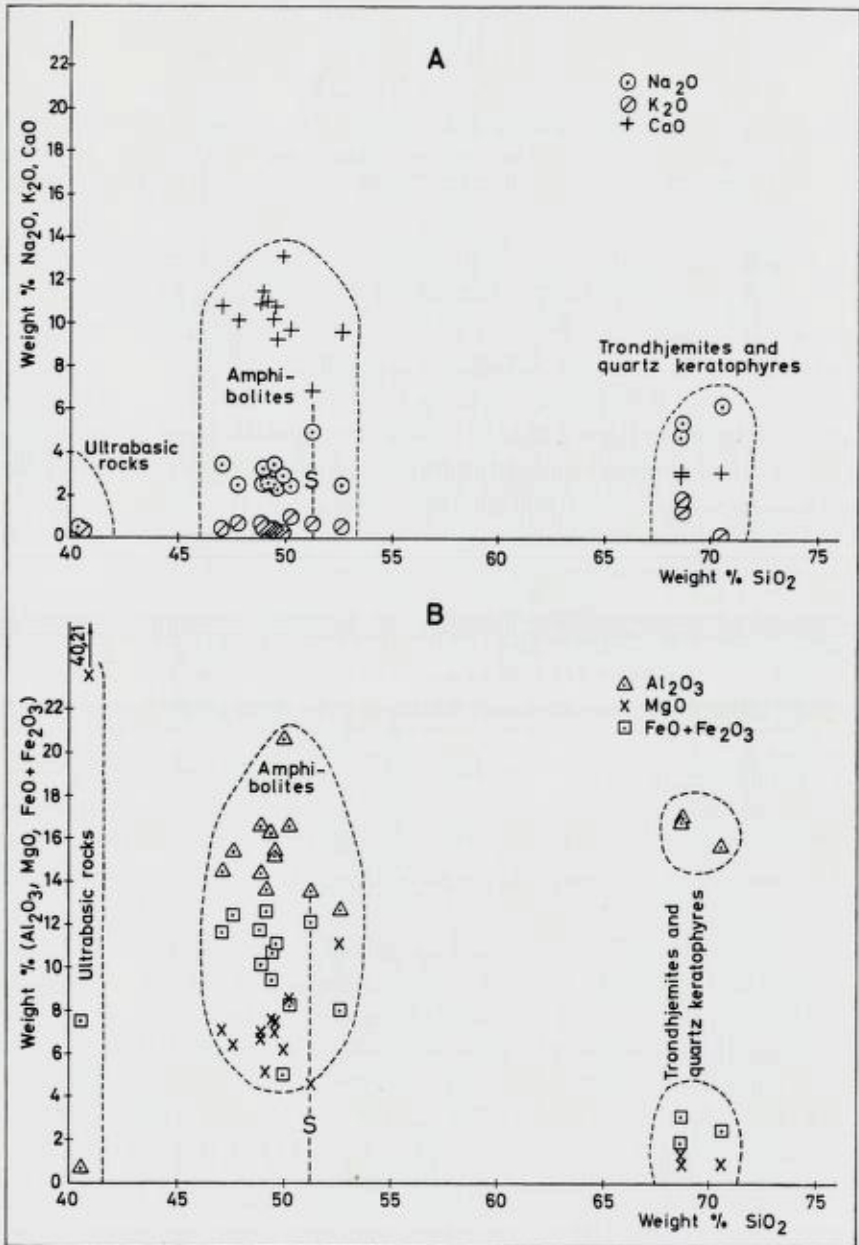 A
22
20
18
16
14
12
10
8
6
4
2
0
Weight % Na₂O, K₂O, CaO
Na₂O
K₂O
CaO
Ultrabasic
rocks
Amphi-
bolites
S
Trondhjemites and
quartz keratophyres
40 45 50 55 60 65 70 75
Weight % SiO₂
B
40,21
22
20
18
16
14
12
10
8
6
4
2
0
Weight % (Al₂O₃, MgO, FeO+Fe₂O₃)
Al₂O₃
MgO
FeO+Fe₂O₃
Ultrabasic rocks
Amphi-
bolites
S
Trondhjemites and
quartz keratophyres
40 45 50 55 60 65 70 75
Weight % SiO₂